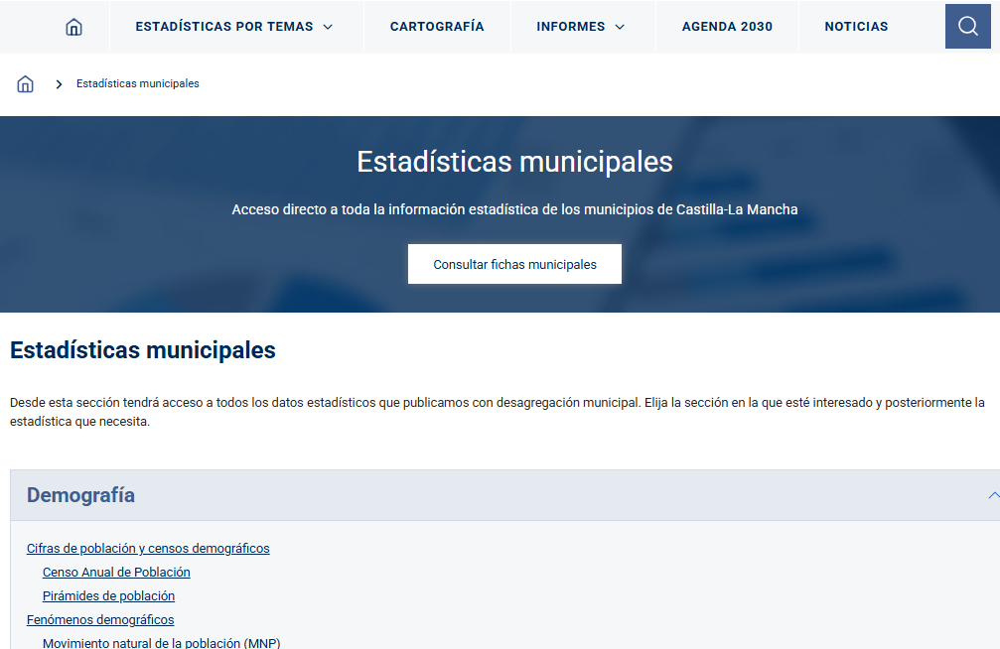 ESTADÍSTICAS POR TEMAS
CARTOGRAFÍA
INFORMES
AGENDA 2030
NOTICIAS
Estadísticas municipales
Estadísticas municipales
Acceso directo a toda la información estadística de los municipios de Castilla-La Mancha
Consultar fichas municipales
Estadísticas municipales
Desde esta sección tendrá acceso a todos los datos estadísticos que publicamos con desagregación municipal. Elija la sección en la que esté interesado y posteriormente la
estadística que necesita.
Demografía
Cifras de población y censos demográficos
Censo Anual de Población
Pirámides de población
Fenómenos demográficos
Movimiento natural de la población (MNP)